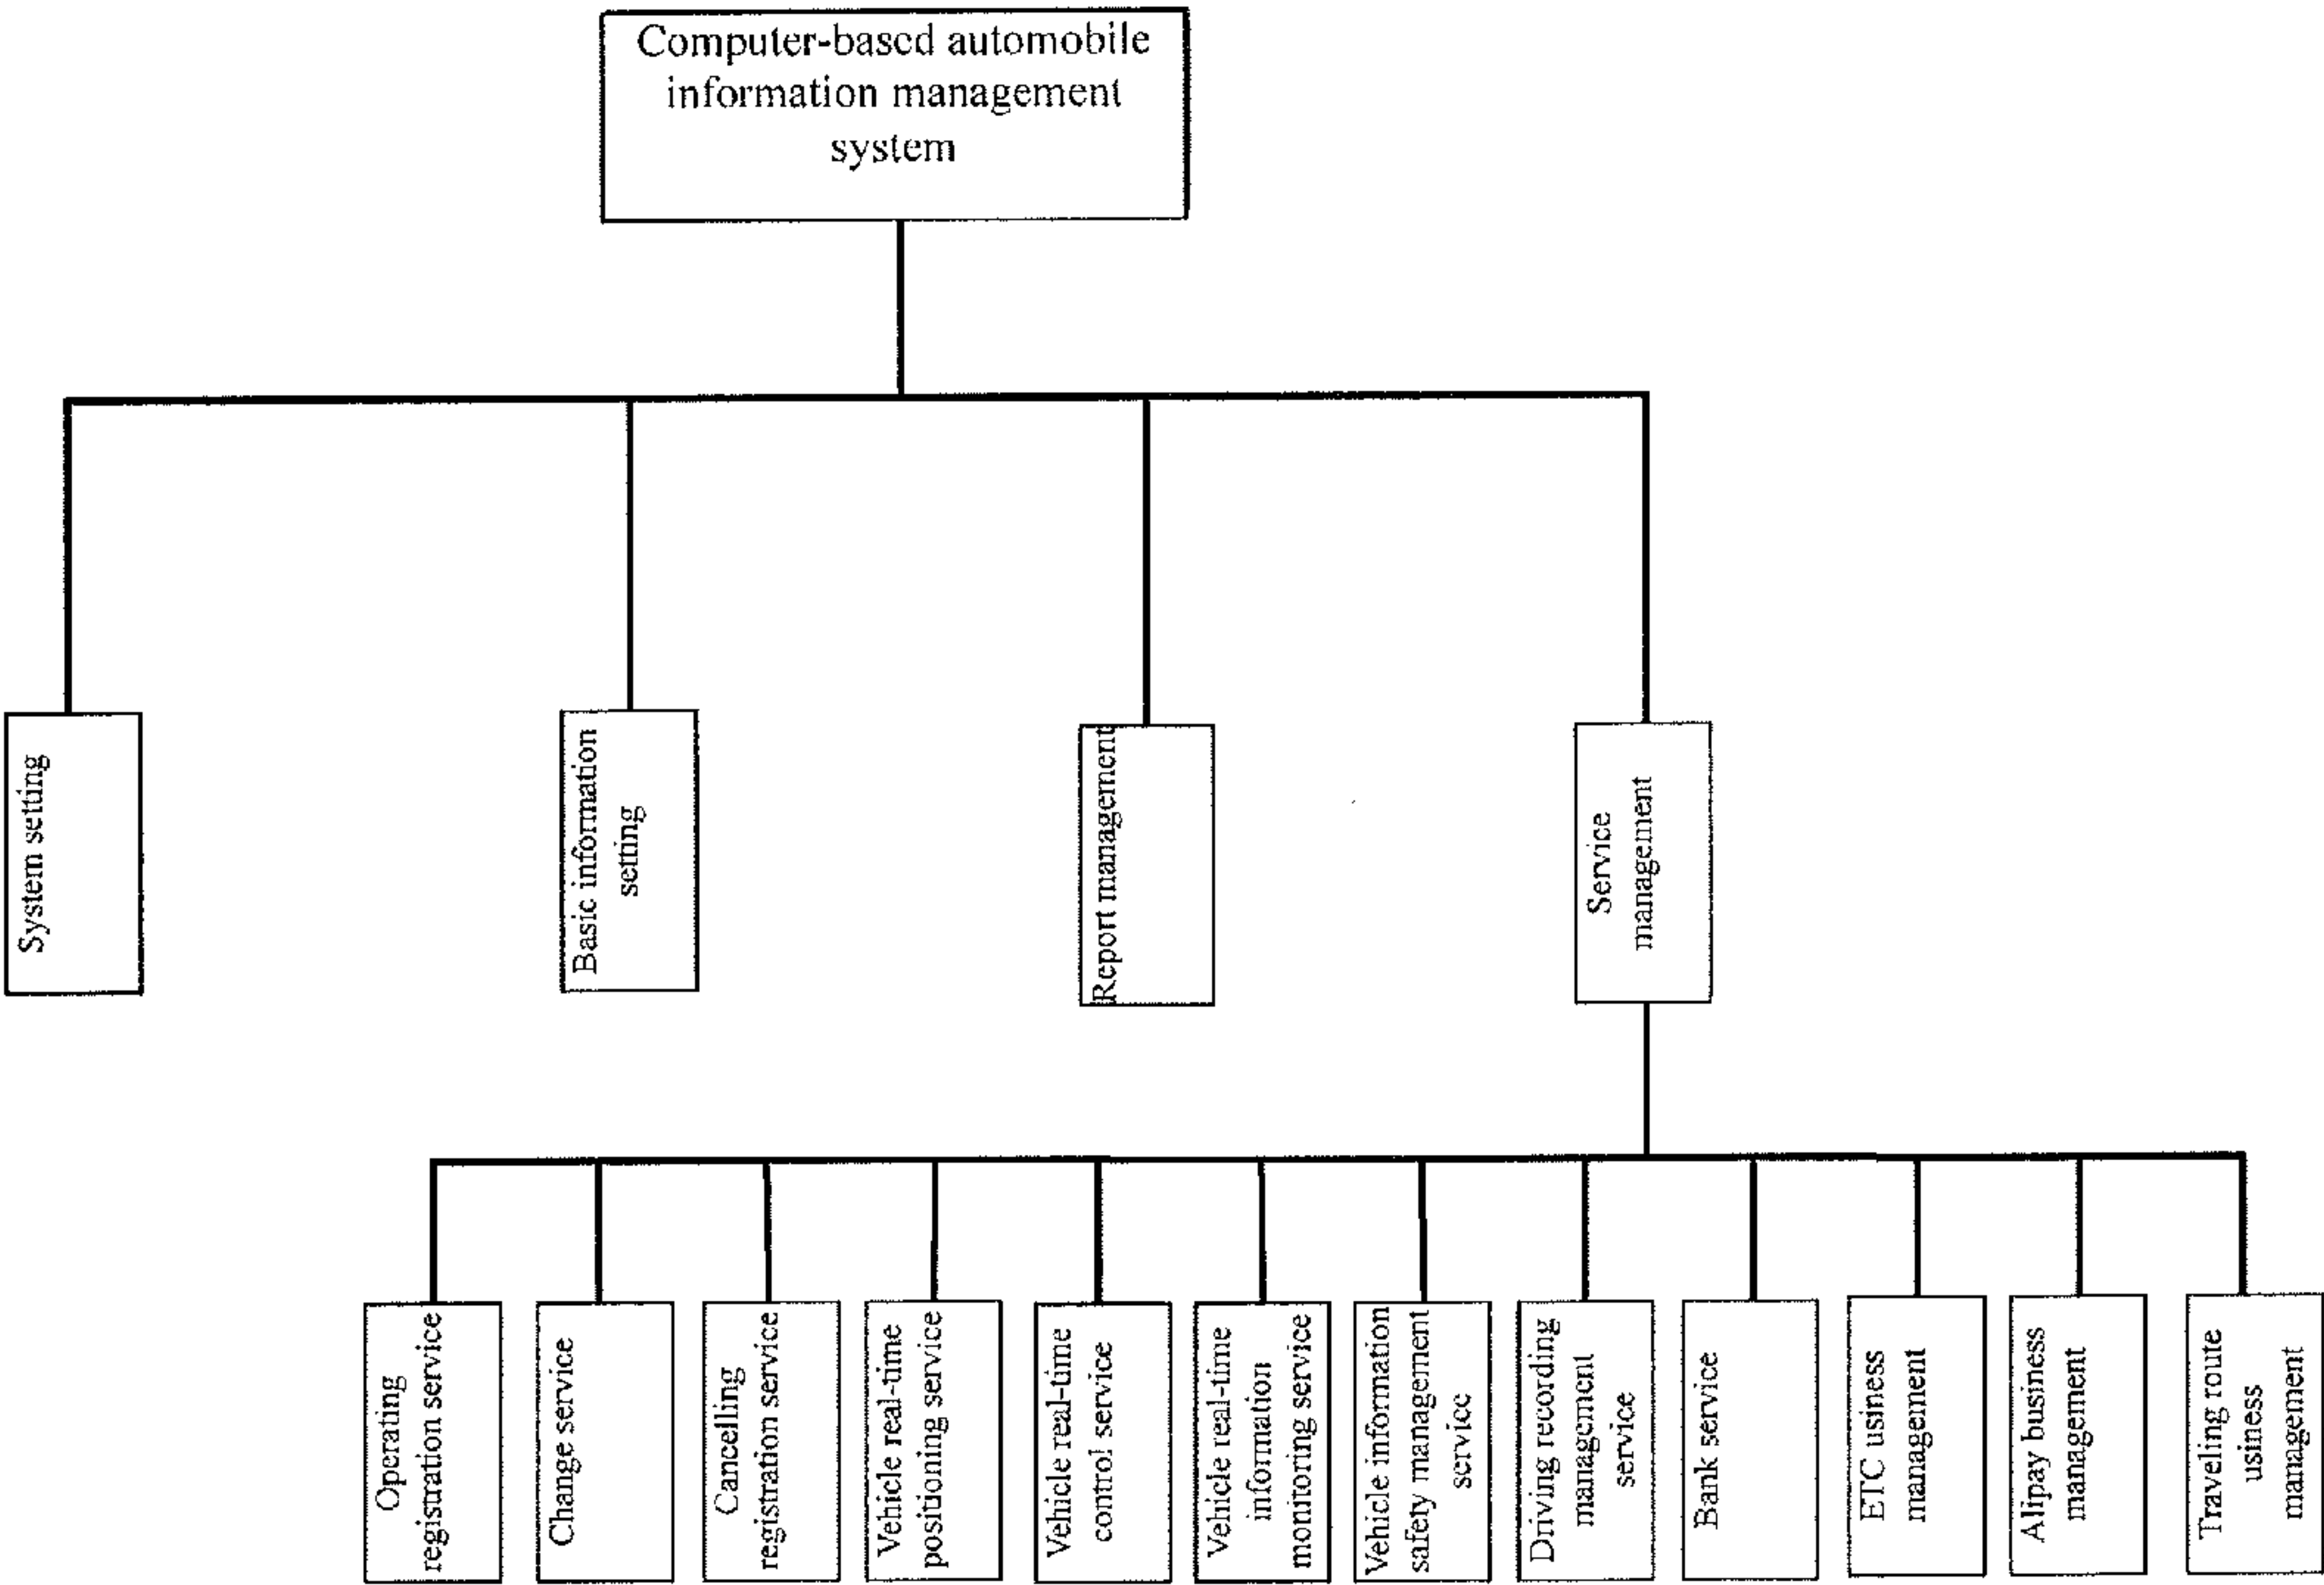 Computer-based automobile
information management
system
System setting
Basic information
setting
Report management
Service
management
Operating
registration service
Change service
Cancelling
registration service
Vehicle real-time
positioning service
Vehicle real-time
control service
Vehicle real-time
information
monitoring service
Vehicle information
safety management
service
Driving recording
management
service
Bank service
ETC usiness
management
Alipay business
management
Traveling route
usiness
management